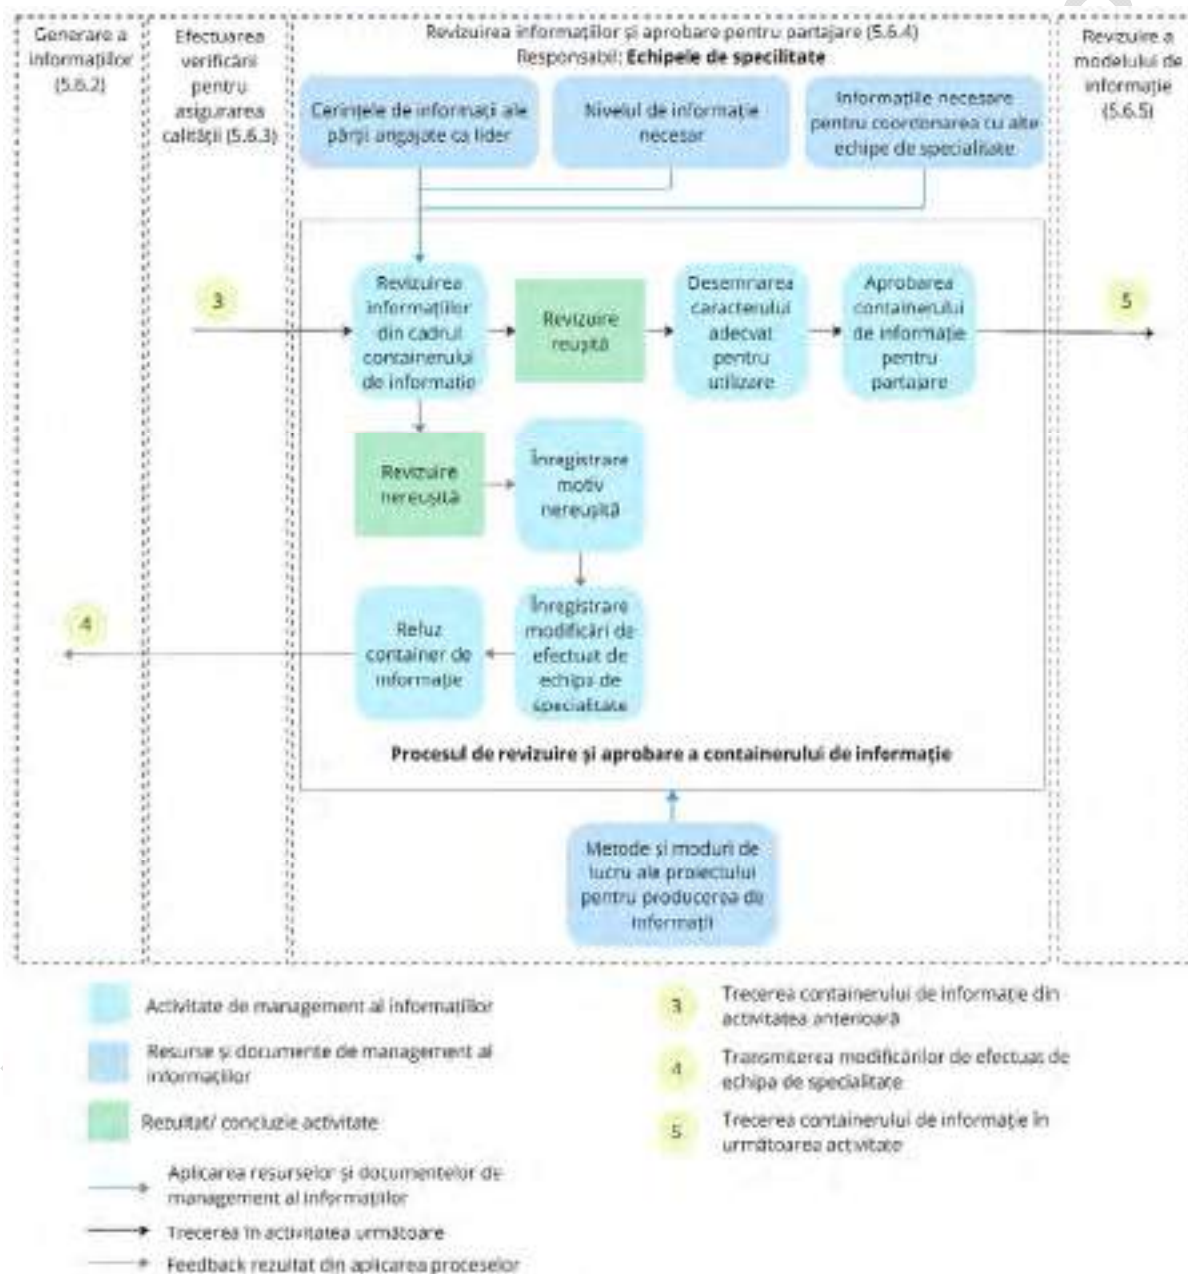 Generare a
informațiilor
(5.6.2)
Efectuarea
verificării
pentru
asigurarea
calității (5.6.3)
Revizuirea informațiilor și aprobare pentru partajare (5.6.4)
Responsabil: Echipele de specilitate
Revizuire a
modelului de
informație
(5.6.5)
Cerințele de informații ale
părții angajate ca lider
Nivelul de informație
necesar
Informațiile necesare
pentru coordonarea cu alte
echipe de specialitate
3
Revizuirea
informațiilor
din cadrul
containerului
de informație
Revizuire
reușită
Desemnarea
caracterului
adecvat
pentru
utilizare
Aprobarea
containerului
de informație
pentru
partajare
5
Revizuire
nereușită
Înregistrare
motiv
nereușită
4
Refuz
container de
informație
Înregistrare
modificări de
efectuat de
echipa de
specialitate
Procesul de revizuire și aprobare a containerului de informație
Metode și moduri de
lucru ale proiectului
pentru producerea de
informații
Activitate de management al informațiilor
Resurse și documente de management al
informațiilor
Rezultat/ concluzie activitate
Aplicarea resurselor și documentelor de
management al informațiilor
Trecerea în activitatea următoare
Feedback rezultat din aplicarea proceselor
3
Trecerea containerului de informație din
activitatea anterioară
4
Transmiterea modificărilor de efectuat de
echipa de specialitate
5
Trecerea containerului de informație în
următoarea activitate